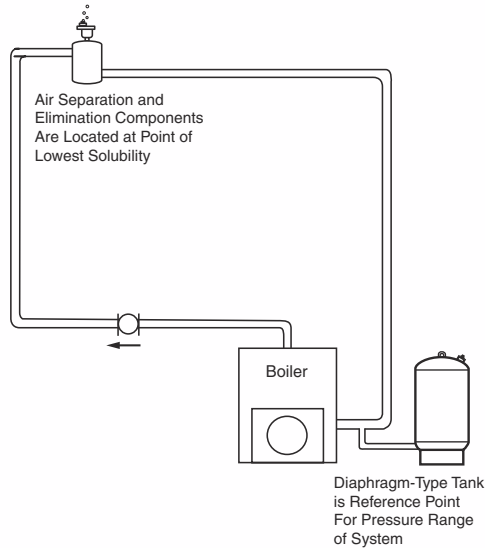 Air Separation and
Elimination Components
Are Located at Point of
Lowest Solubility
Boiler
Diaphragm-Type Tank
is Reference Point
For Pressure Range
of System